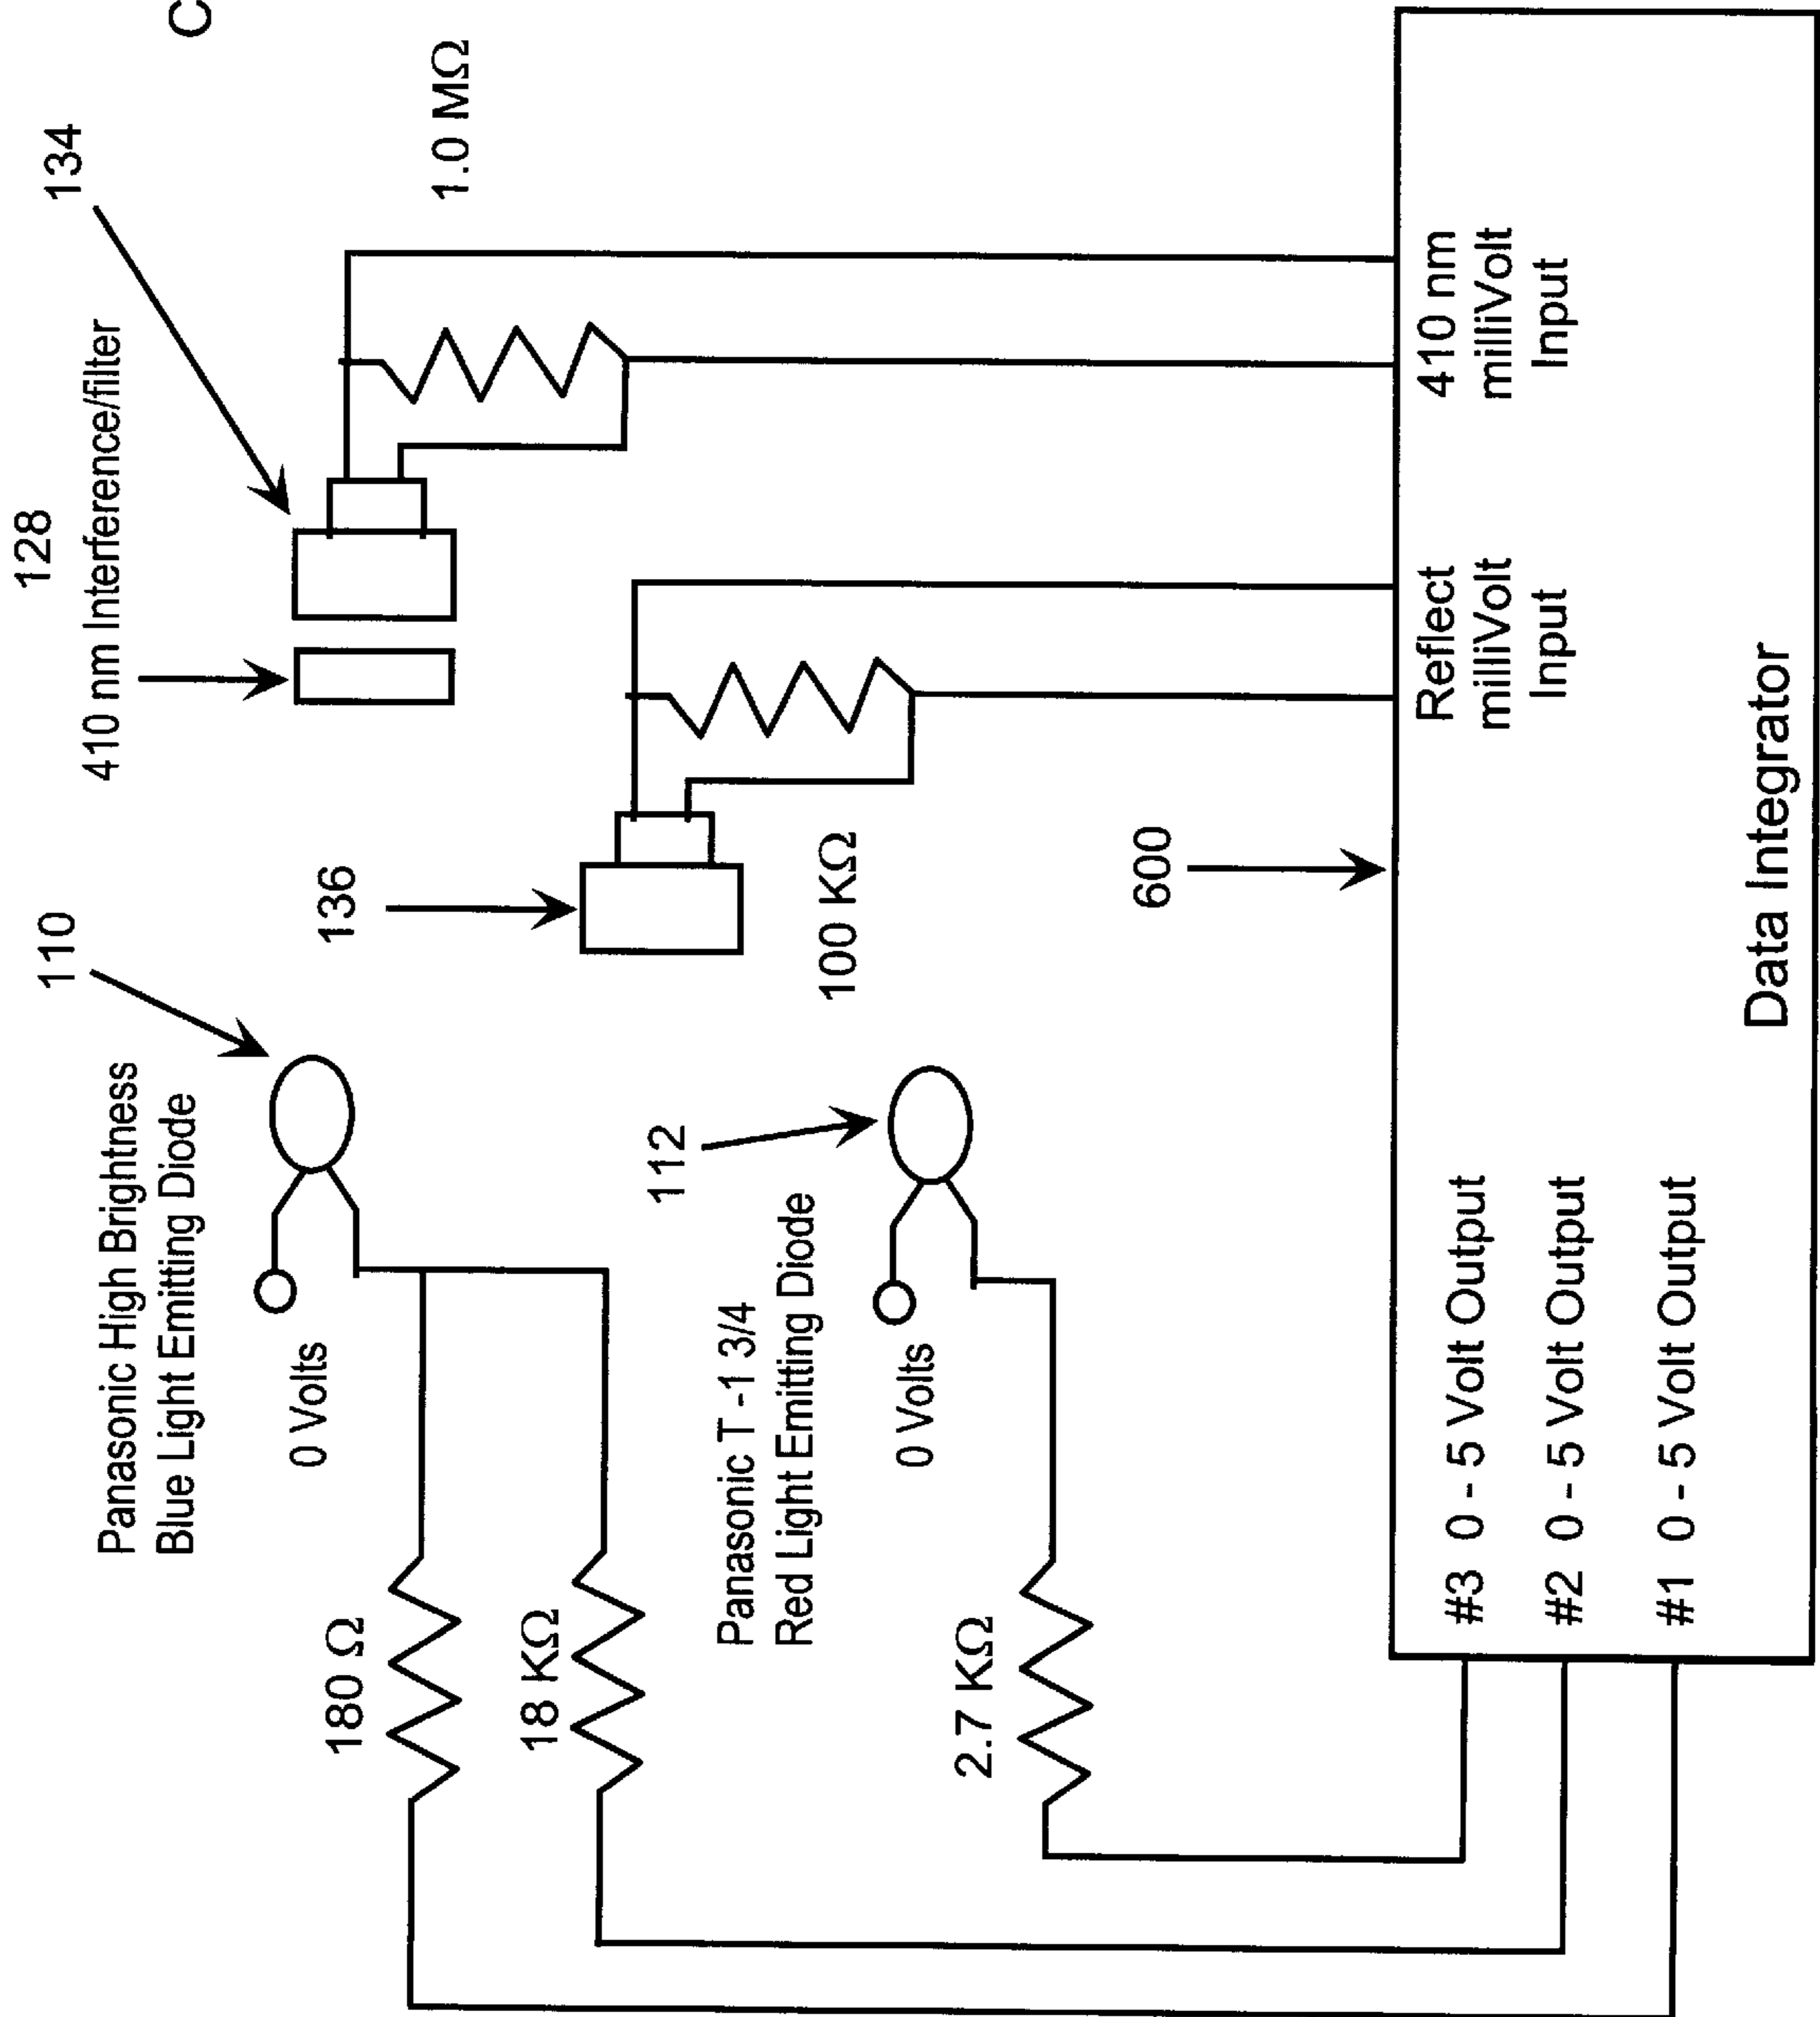 128
110
134
410 nm Interference/filter
Panasonic High Brightness
Blue Light Emitting Diode
C
0 Volts
180 Ω
136
1.0 MΩ
18 KΩ
112
Panasonic T -1 3/4
Red Light Emitting Diode
100 KΩ
0 Volts
2.7 KΩ
600
#3 0 - 5 Volt Output
#2 0 - 5 Volt Output
#1 0 - 5 Volt Output
Reflect
milliVolt
Input
410 nm
milliVolt
Input
Data Integrator